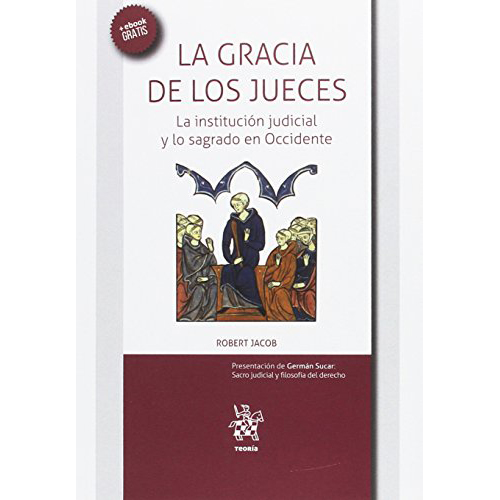 + ebook
GRATIS
LA GRACIA
DE LOS JUECES
La institución judicial
y lo sagrado en Occidente
ROBERT JACOB
Presentación de Germán Sucar:
Sacro judicial y filosofía del derecho
TEORÍA